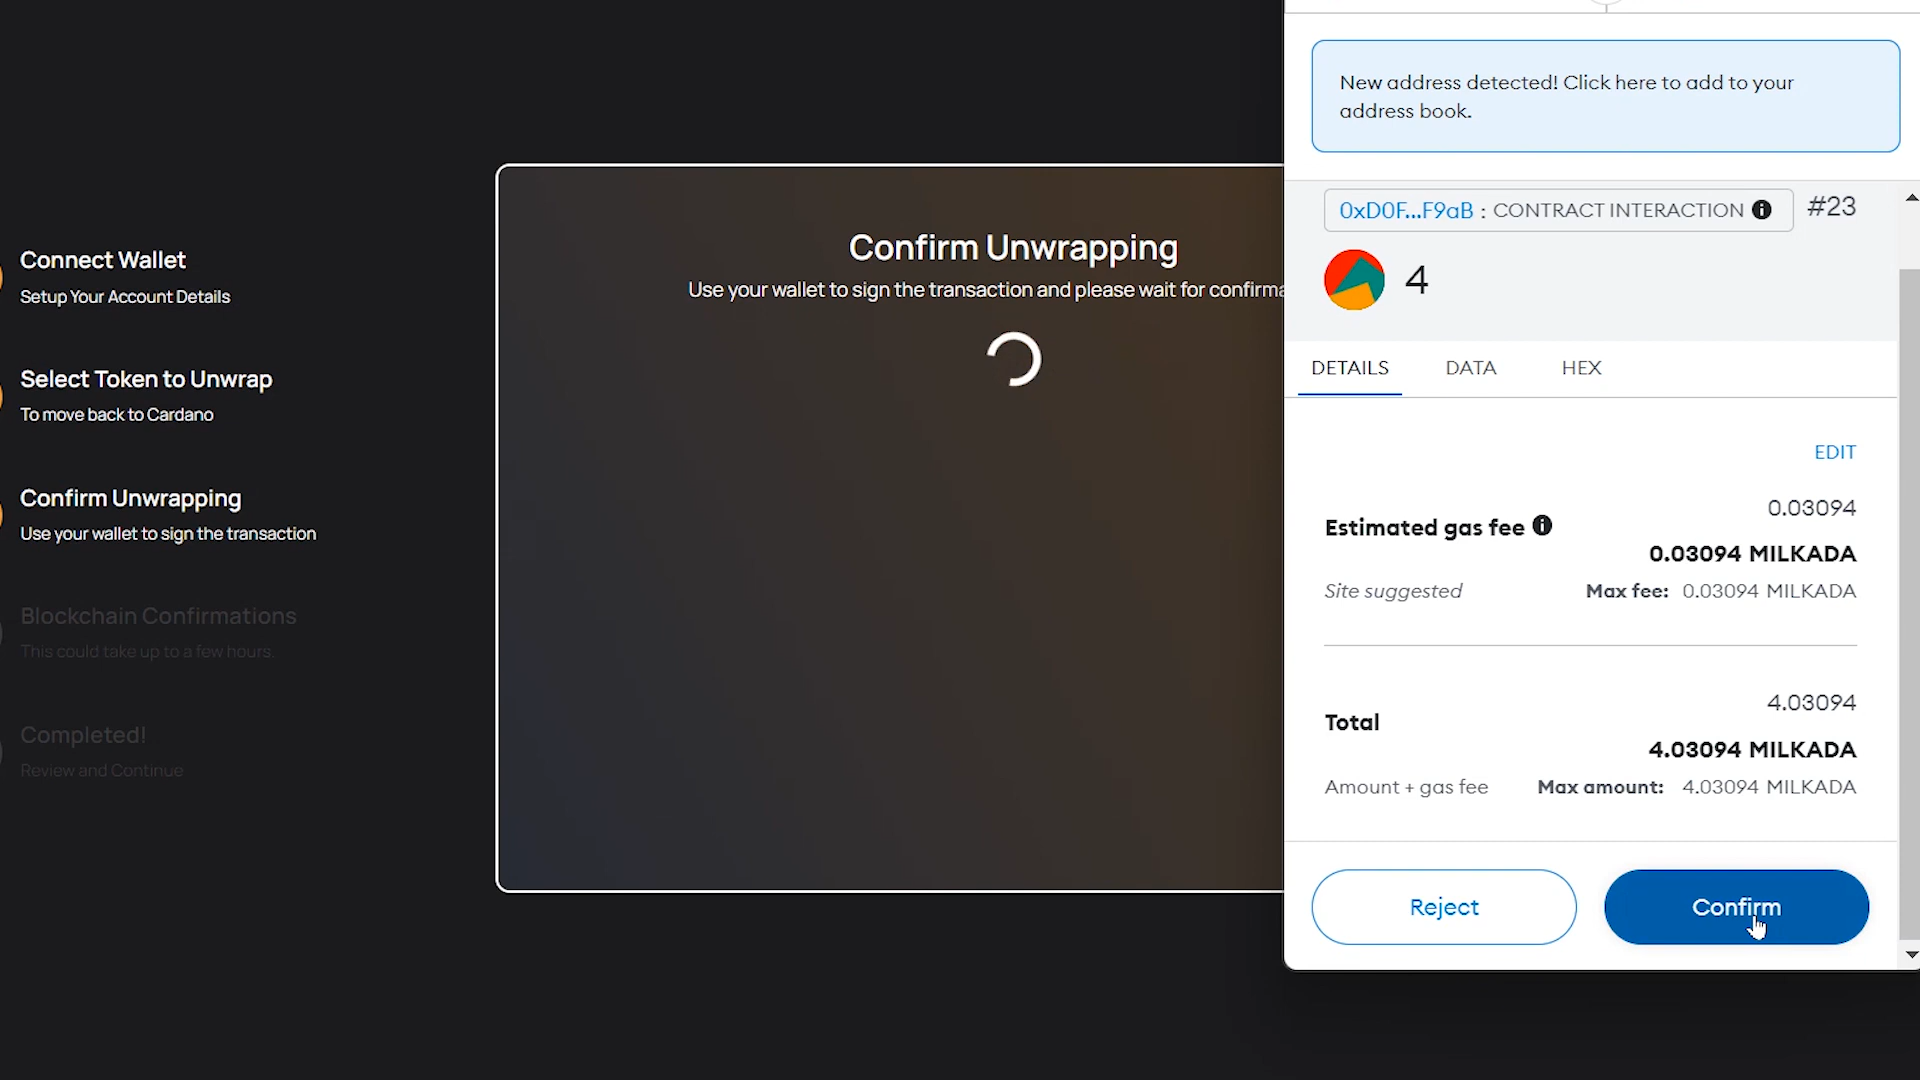 Connect Wallet
Setup Your Account Details
Select Token to Unwrap
To move back to Cardano
Confirm Unwrapping
Use your wallet to sign the transaction
Blockchain Confirmations
This could take up to a few hours.
Completed!
Review and Continue
Confirm Unwrapping
Use your wallet to sign the transaction and please wait for confirma
New address detected! Click here to add to your
address book.
0xD0F...F9aB : CONTRACT INTERACTION #23
4
DETAILS DATA HEX
EDIT
0.03094
Estimated gas fee
0.03094 MILKADA
Site suggested Max fee: 0.03094 MILKADA
4.03094
Total
4.03094 MILKADA
Amount + gas fee Max amount: 4.03094 MILKADA
Reject Confirm